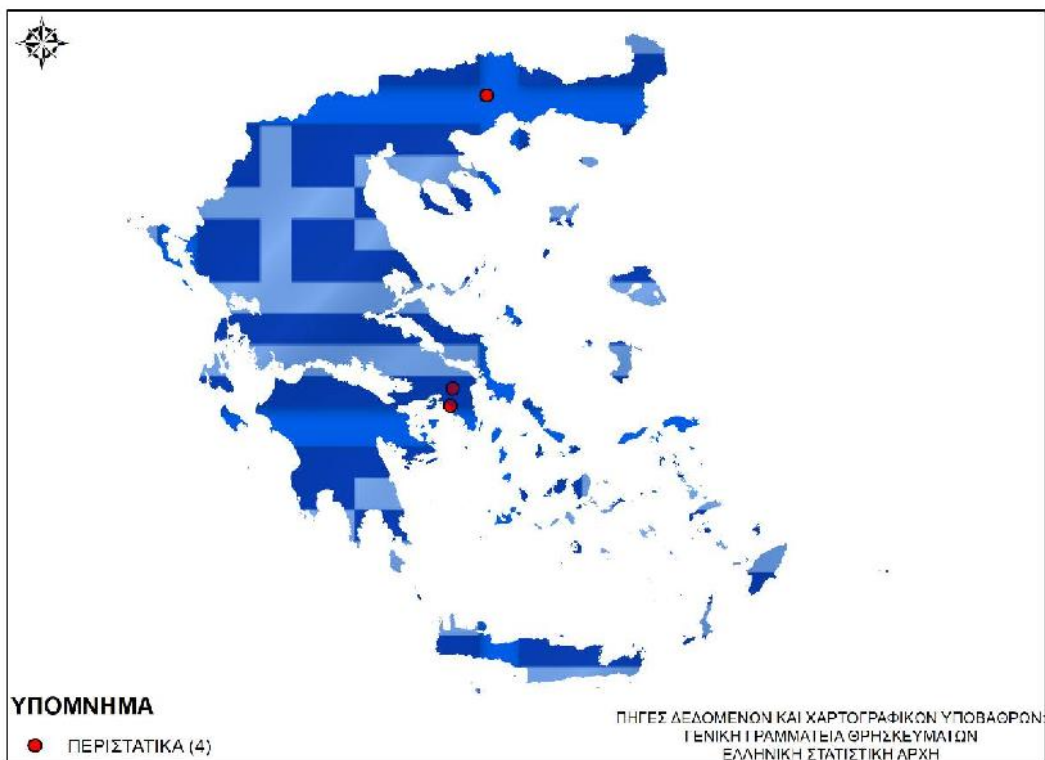 ΥΠΟΜΝΗΜΑ
ΠΕΡΙΣΤΑΤΙΚΑ (4)
ΠΗΓΕΣ ΔΕΔΟΜΕΝΩΝ ΚΑΙ ΧΑΡΤΟΓΡΑΦΙΚΩΝ ΥΠΟΒΑΘΡΩΝ:
ΓΕΝΙΚΗ ΓΡΑΜΜΑΤΕΙΑ ΘΡΗΣΚΕΥΜΑΤΩΝ
ΕΛΛΗΝΙΚΗ ΣΤΑΤΙΣΤΙΚΗ ΑΡΧΗ